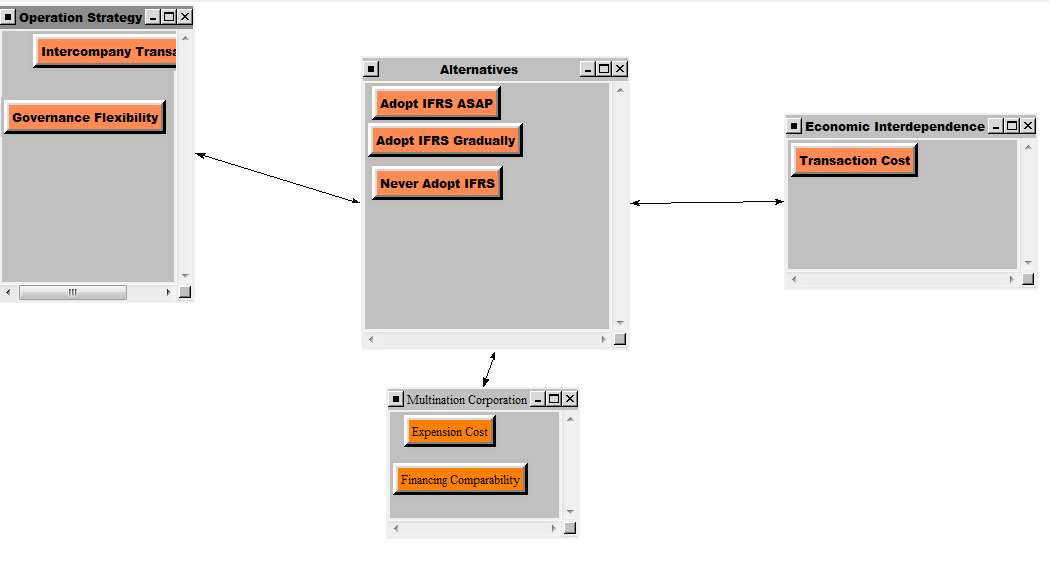 Operation Strategy
Intercompany
Governance Flexibility
Alternatives
Adopt IFRS ASAP
Adopt IFRS Gradually
Never Adopt IFRS
Economic Interdependence
Transaction Cost
Multination Corporation
Expension Cost
Financing Comparability